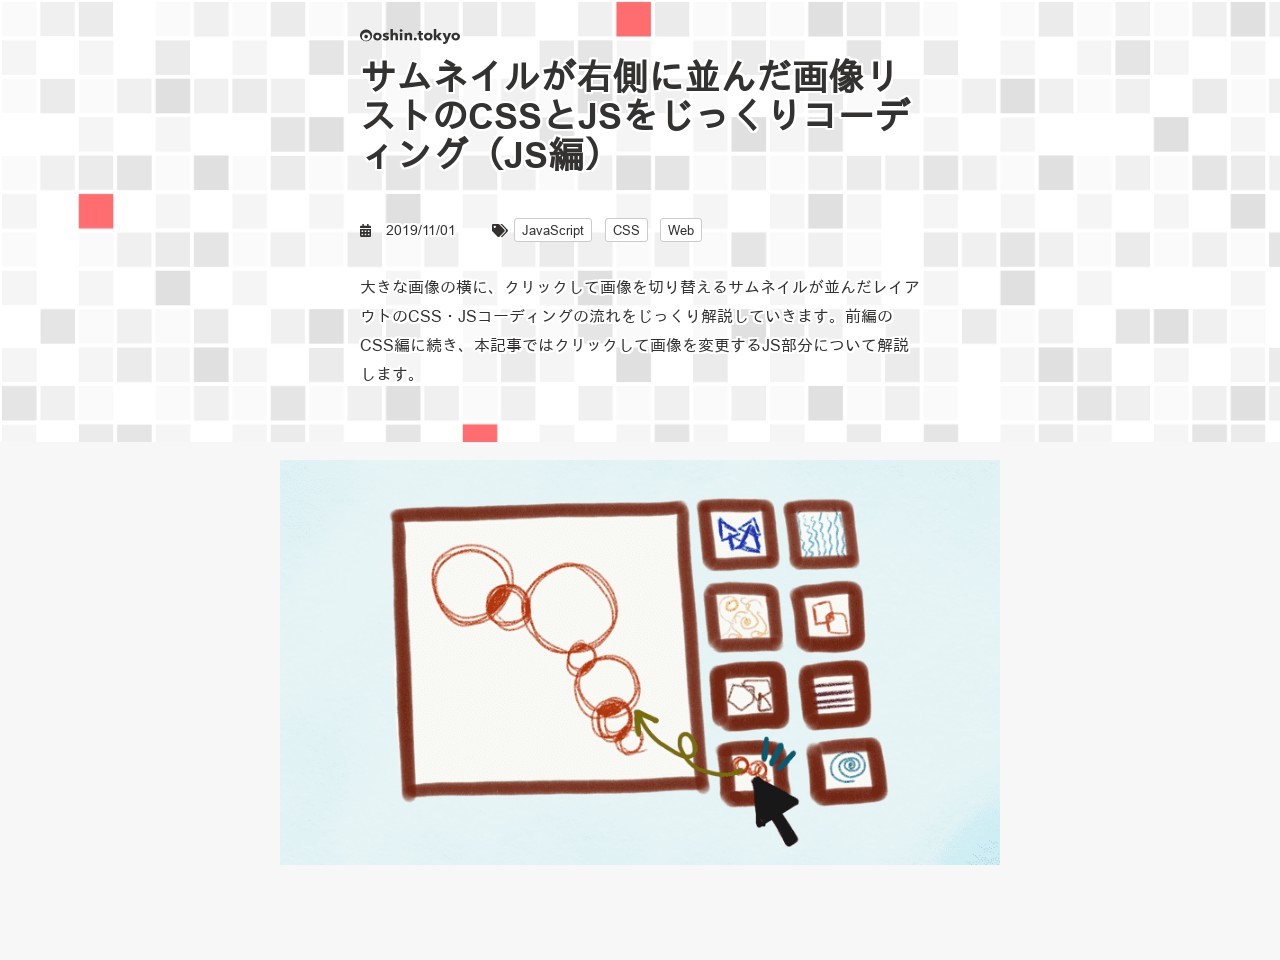 oshin.tokyo
サムネイルが右側に並んだ画像リ
ストのCSSとJSをじっくりコーデ
ィング（JS編）
2019/11/01 JavaScript CSS Web
大きな画像の横に、クリックして画像を切り替えるサムネイルが並んだレイア
ウトのCSS・JSコーディングの流れをじっくり解説していきます。前編の
CSS編に続き、本記事ではクリックして画像を変更するJS部分について解説
します。